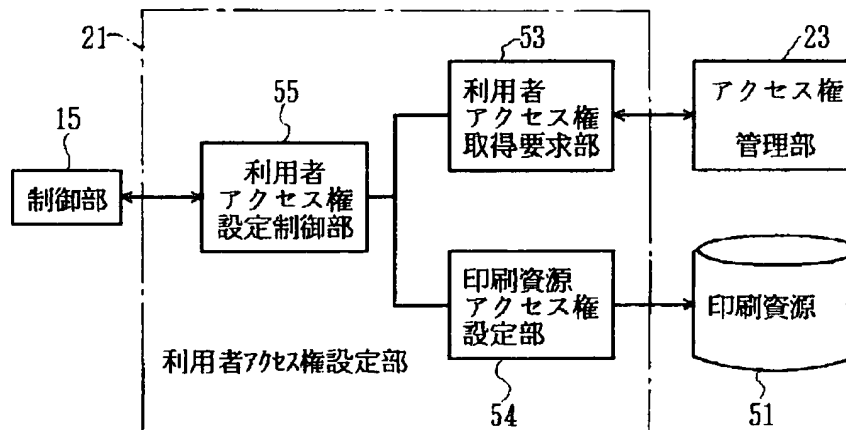 21
53
23
利用者
アクセス権
取得要求部
アクセス権
管理部
55
15
利用者
アクセス権
設定制御部
制御部
印刷資源
アクセス権
設定部
印刷資源
利用者アクセス権設定部
54
51